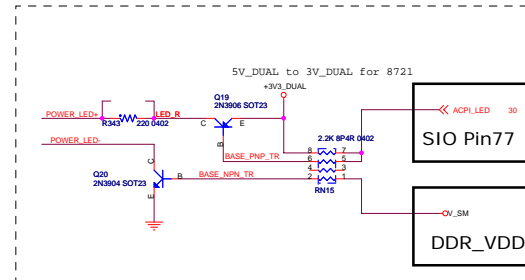 5V_DUAL to 3V_DUAL for 8721
Q19
2N3906 SOT23
+3V3_DUAL
POWER_LED+
LED_R
R343 220 0402
C
E
B
ACPI_LED 30
SIO Pin77
2.2K 8P4R 0402
8 7
6 5
4 3
2 1
RN15
BASE_PNP_TR
POWER_LED-
Q20
2N3904 SOT23
C
B
E
BASE_NPN_TR
V_SM
DDR_VDD